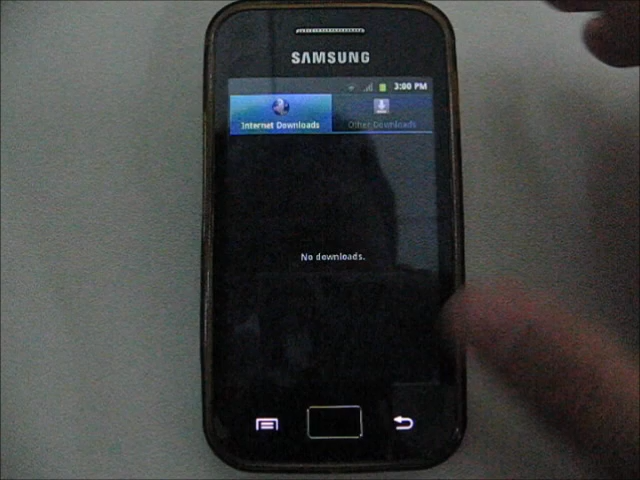 SAMSUNG
3:00 PM
Internet Downloads
Other Downloads
No downloads.